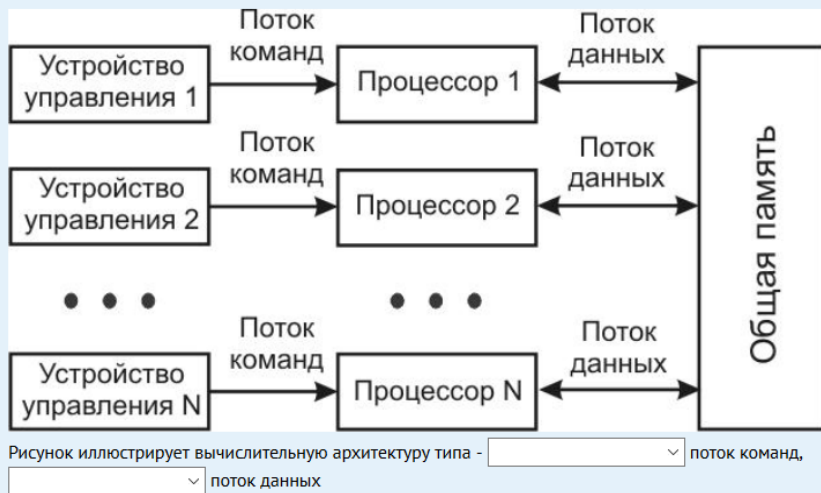 Поток
команд
Поток
данных
Устройство
управления 1
Процессор 1
Поток
команд
Поток
данных
Устройство
управления 2
Процессор 2
Общая память
Поток
команд
Поток
данных
Устройство
управления N
Процессор N
Рисунок иллюстрирует вычислительную архитектуру типа - поток команд,
поток данных